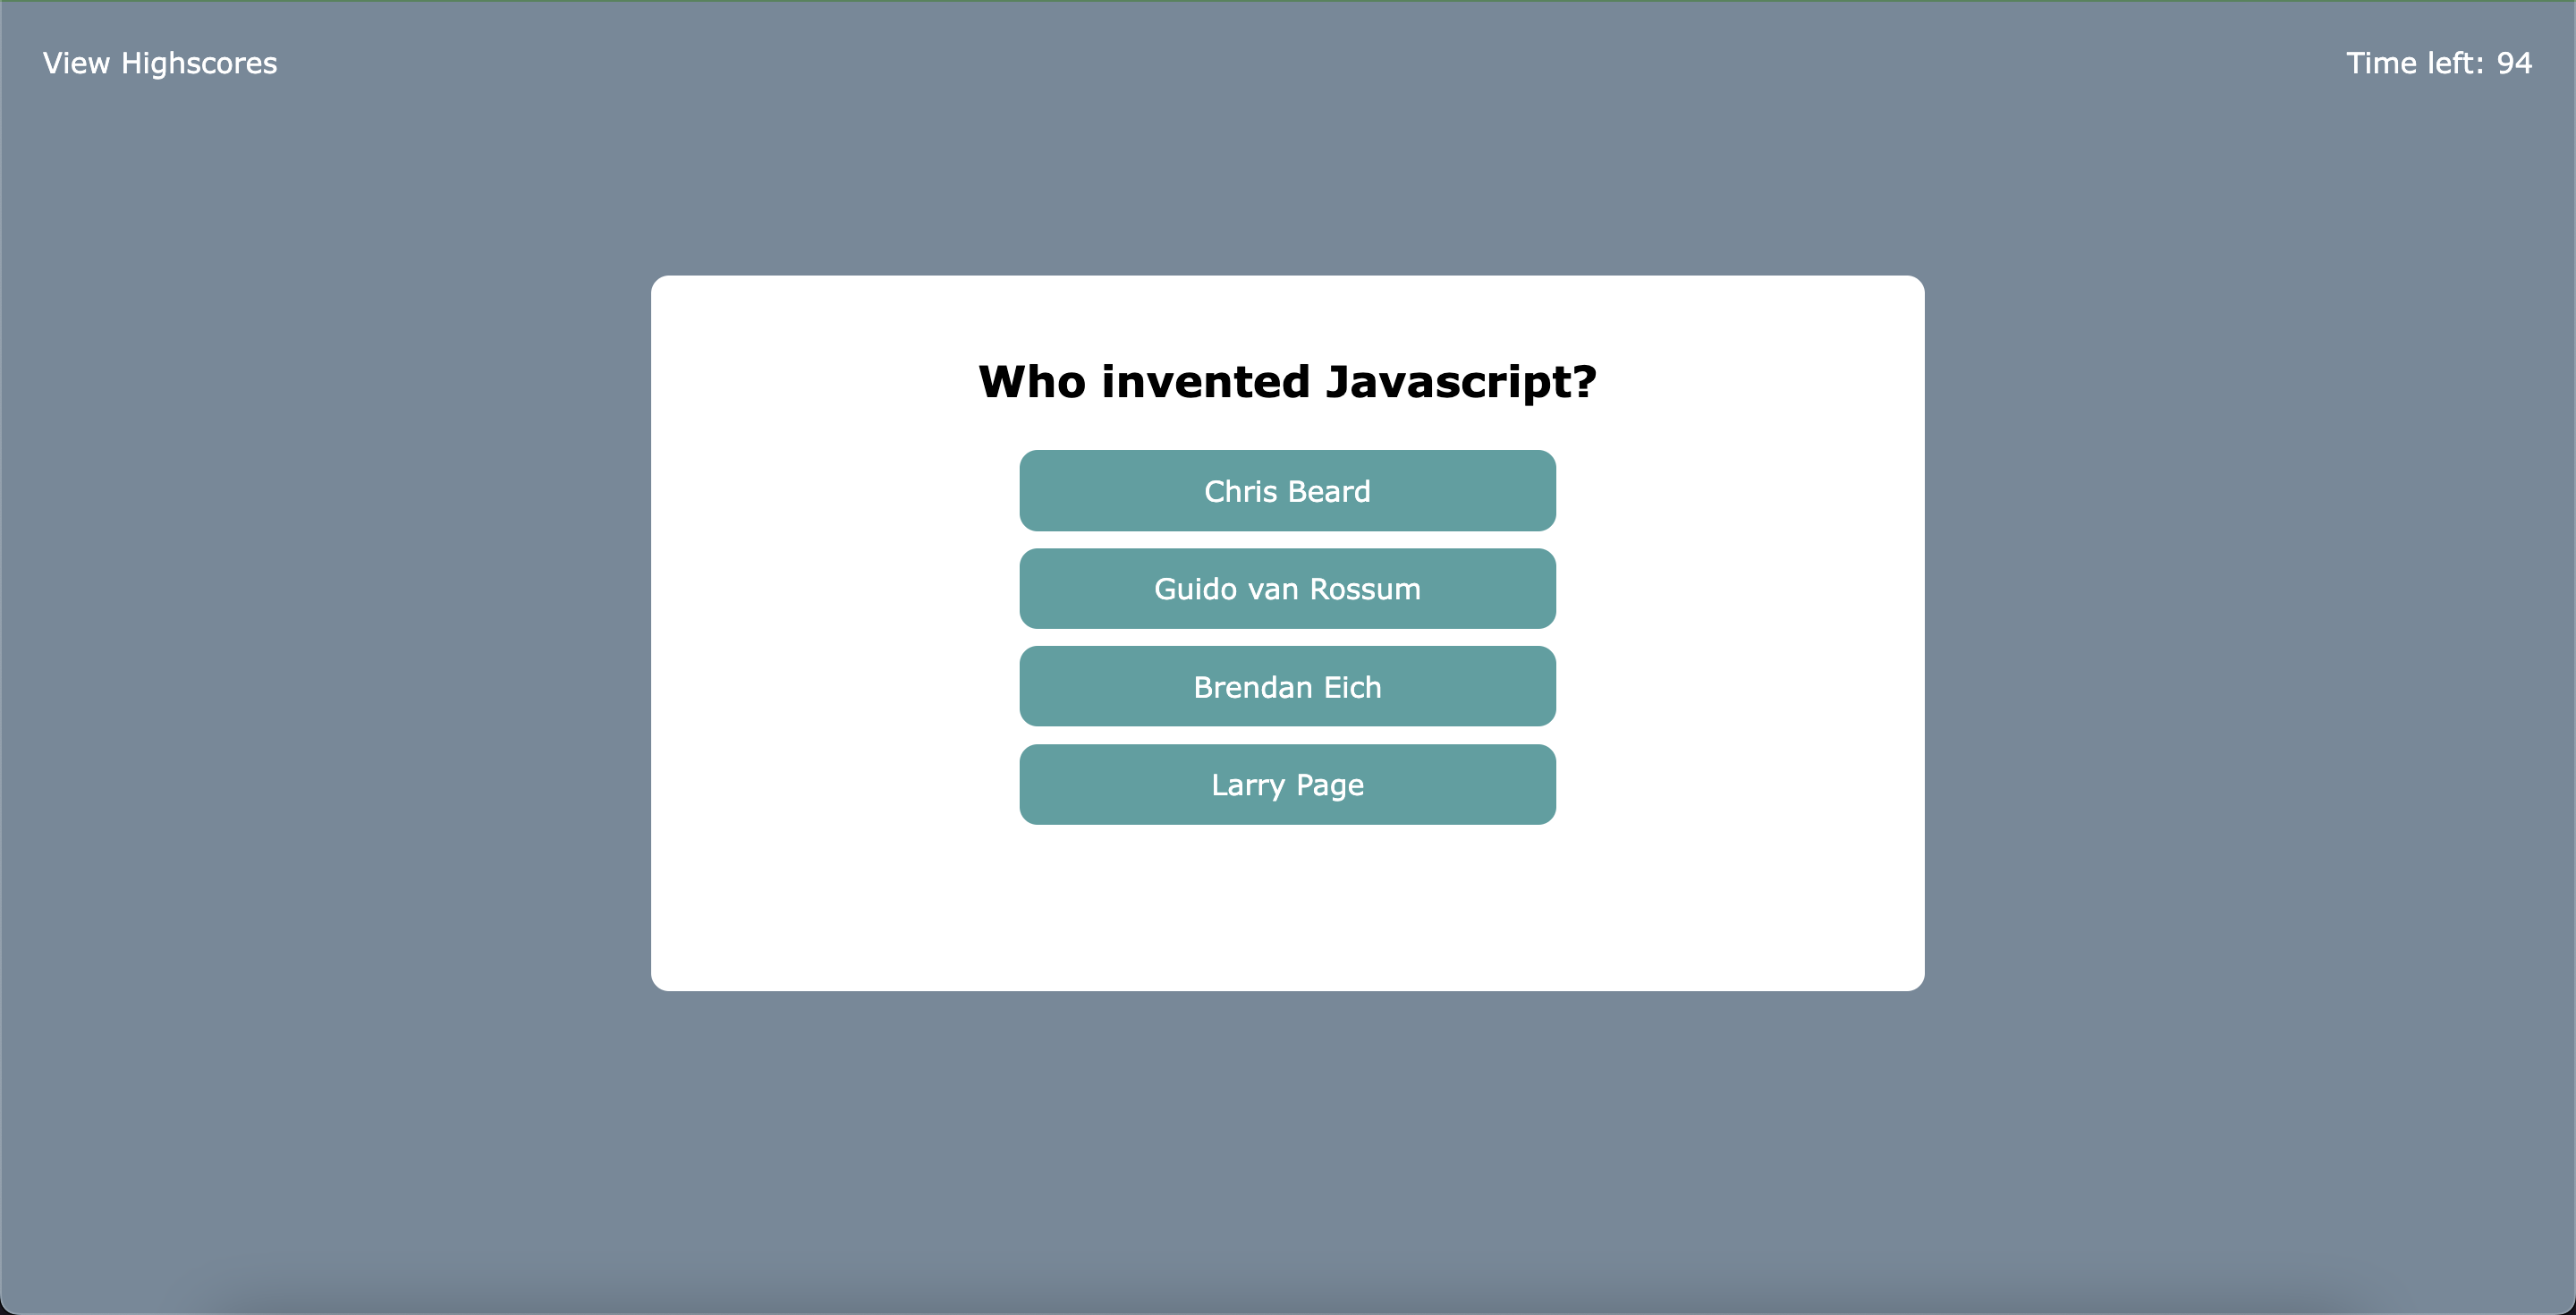 View Highscores
Time left: 94
Who invented Javascript?
Chris Beard
Guido van Rossum
Brendan Eich
Larry Page